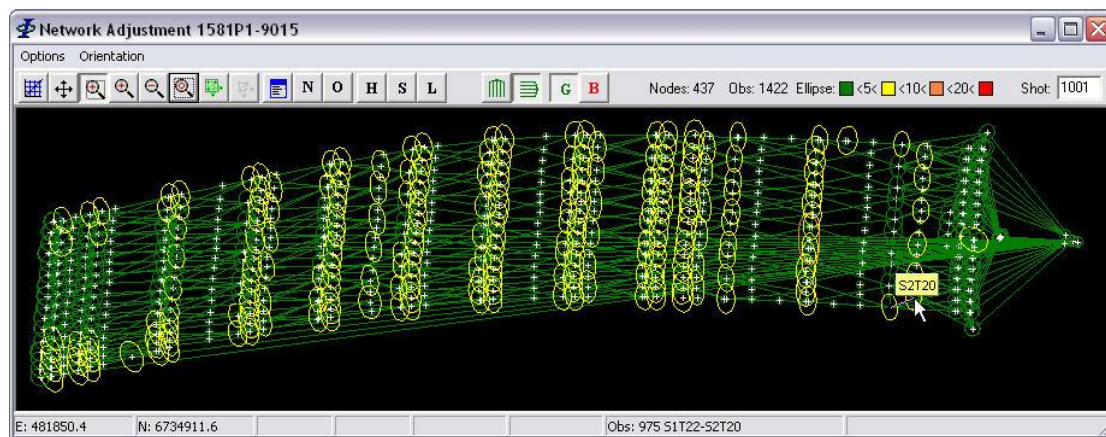 Network Adjustment 1581P1-9015
Options Orientation
N O H S L G B Nodes: 437 Obs: 1422 Ellipse: <5< <10< <20< Shot: 1001
S2T20
E: 481850.4 N: 6734911.6 Obs: 975 S1T22-S2T20